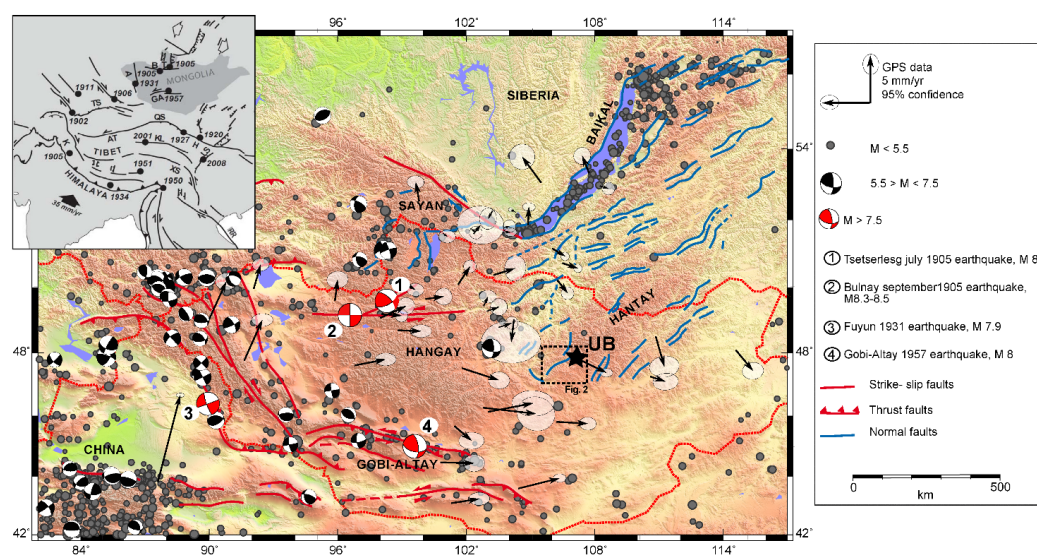 96°
102°
108°
114°
1905
1905
B
T
A
1905
1931
MONGOLIA
1911
1906
GA
1957
TS
1902
QS
AT
KL
1920
2001
1927
H
TIBET
K
1905
1951
2008
XS
HIMALAYA
1934
1950
35 mm/yr
RR
SIBERIA
BAIKAL
54°
SAYAN
HANTAY
1
2
HANGAY
UB
48°
48°
Fig. 2
3
4
CHINA
GOBI-ALTAY
42°
42°
84°
90°
96°
102°
108°
114°
GPS data
5 mm/yr
95% confidence
M < 5.5
5.5 > M < 7.5
M > 7.5
1 Tsetserlesg july 1905 earthquake, M 8
2 Bulnay september1905 earthquake,
M8.3-8.5
3 Fuyun 1931 earthquake, M 7.9
4 Gobi-Altay 1957 earthquake, M 8
Strike- slip faults
Thrust faults
Normal faults
0
500
km